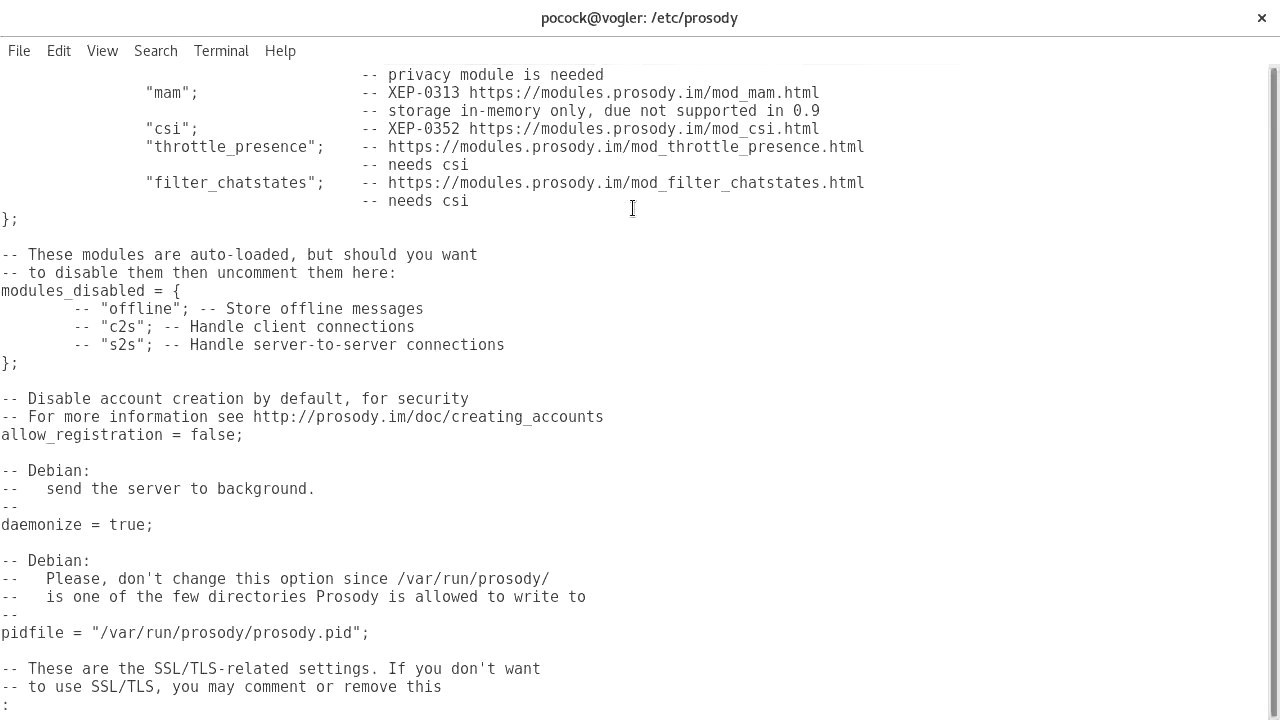 pocock@vogler: /etc/prosody
×
File Edit View Search Terminal Help
-- privacy module is needed
"mam"; -- XEP-0313 https://modules.prosody.im/mod_mam.html
-- storage in-memory only, due not supported in 0.9
"csi"; -- XEP-0352 https://modules.prosody.im/mod_csi.html
"throttle_presence"; -- https://modules.prosody.im/mod_throttle_presence.html
-- needs csi
"filter_chatstates"; -- https://modules.prosody.im/mod_filter_chatstates.html
-- needs csi
};
-- These modules are auto-loaded, but should you want
-- to disable them then uncomment them here:
modules_disabled = {
-- "offline"; -- Store offline messages
-- "c2s"; -- Handle client connections
-- "s2s"; -- Handle server-to-server connections
};
-- Disable account creation by default, for security
-- For more information see http://prosody.im/doc/creating_accounts
allow_registration = false;
-- Debian:
--   send the server to background.
--
daemonize = true;
-- Debian:
--   Please, don't change this option since /var/run/prosody/
--   is one of the few directories Prosody is allowed to write to
--
pidfile = "/var/run/prosody/prosody.pid";
-- These are the SSL/TLS-related settings. If you don't want
-- to use SSL/TLS, you may comment or remove this
: